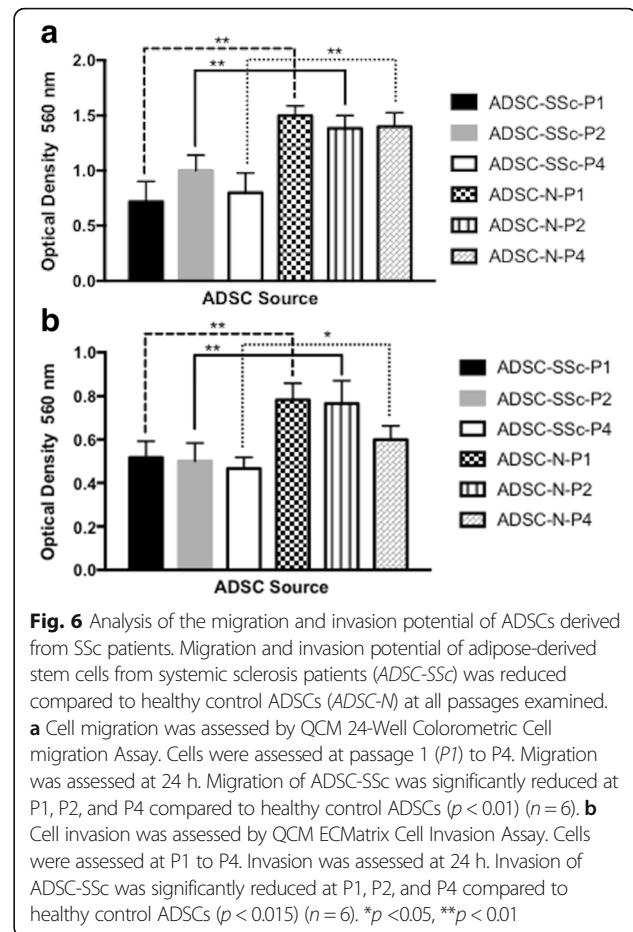 a
** ** **
2.0
1.5
1.0
0.5
0.0
Optical Density 560 nm
ADSC Source
ADSC-SSc-P1
ADSC-SSc-P2
ADSC-SSc-P4
ADSC-N-P1
ADSC-N-P2
ADSC-N-P4
b
** ** *
1.0
0.8
0.6
0.4
0.2
0.0
Optical Density 560 nm
ADSC Source
ADSC-SSc-P1
ADSC-SSc-P2
ADSC-SSc-P4
ADSC-N-P1
ADSC-N-P2
ADSC-N-P4
Fig. 6 Analysis of the migration and invasion potential of ADSCs derived
from SSc patients. Migration and invasion potential of adipose-derived
stem cells from systemic sclerosis patients (ADSC-SSc) was reduced
compared to healthy control ADSCs (ADSC-N) at all passages examined.
a Cell migration was assessed by QCM 24-Well Colorometric Cell
migration Assay. Cells were assessed at passage 1 (P1) to P4. Migration
was assessed at 24 h. Migration of ADSC-SSc was significantly reduced at
P1, P2, and P4 compared to healthy control ADSCs (p < 0.01) (n = 6). b
Cell invasion was assessed by QCM ECMatrix Cell Invasion Assay. Cells
were assessed at P1 to P4. Invasion was assessed at 24 h. Invasion of
ADSC-SSc was significantly reduced at P1, P2, and P4 compared to
healthy control ADSCs (p < 0.015) (n = 6). *p <0.05, **p < 0.01